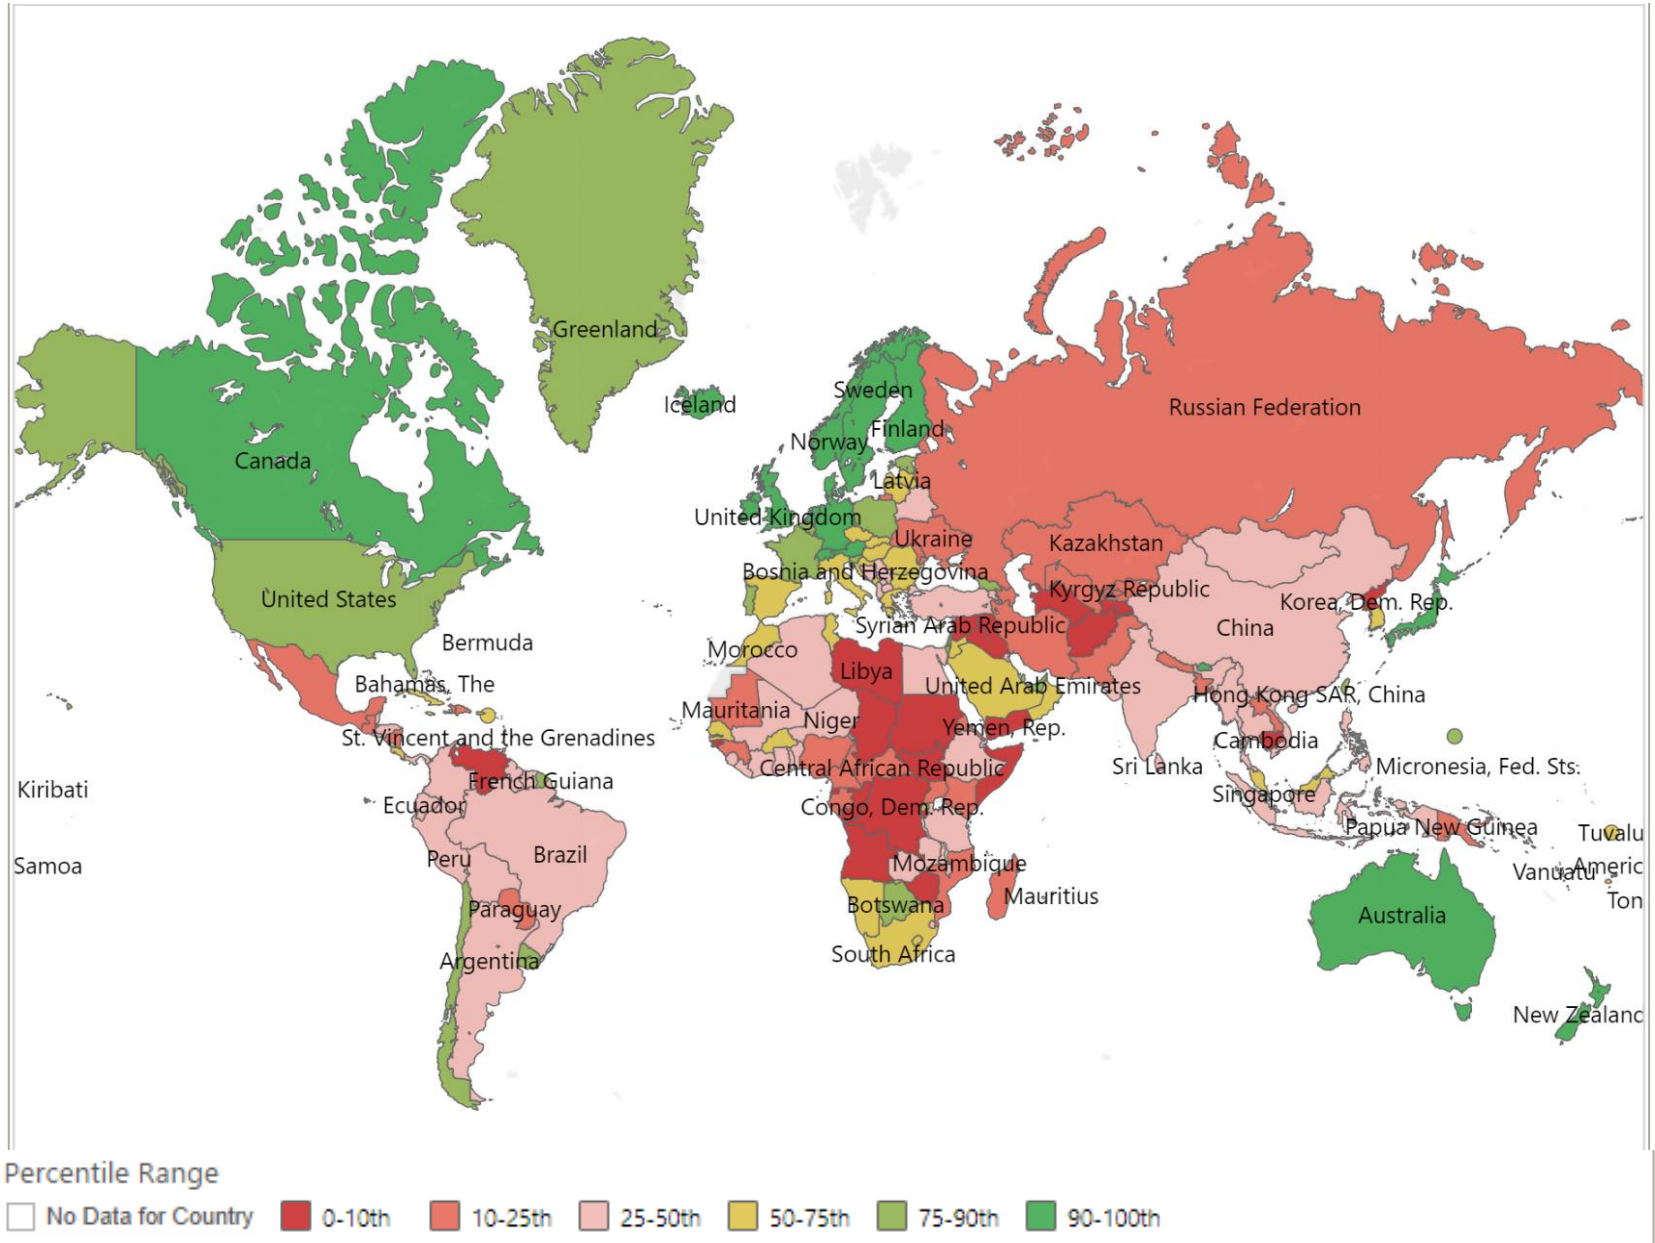 Greenland
Iceland
Sweden
Finland
Norway
Russian Federation
Canada
Latvia
United Kingdom
Ukraine
Kazakhstan
Bosnia and Herzegovina
Kyrgyz Republic
United States
Korea, Dem. Rep.
Syrian Arab Republic
China
Bermuda
Morocco
Libya
Bahamas, The
United Arab Emirates
Hong Kong SAR, China
Mauritania
Niger
Yemen, Rep.
St. Vincent and the Grenadines
Cambodia
Central African Republic
Sri Lanka
Micronesia, Fed. Sts.
French Guiana
Kiribati
Singapore
Ecuador
Congo, Dem. Rep.
Papua New Guinea
Tuvalu
Peru
Brazil
Mozambique
Samoa
Vanuatu
Americ
Mauritius
Ton
Paraguay
Botswana
Australia
South Africa
Argentina
New Zealand
Percentile Range
No Data for Country 0-10th 10-25th 25-50th 50-75th 75-90th 90-100th